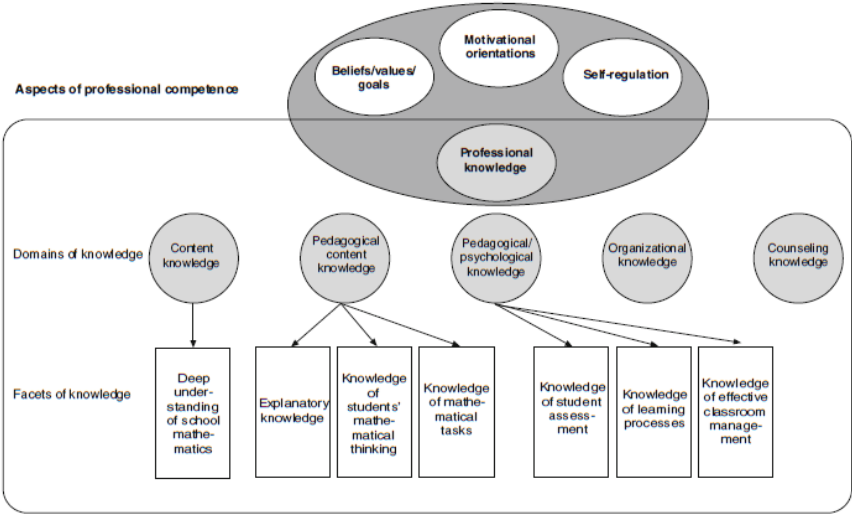 Motivational
orientations
Beliefs/values/
goals
Self-regulation
Aspects of professional competence
Professional
knowledge
Domains of knowledge
Content
knowledge
Pedagogical
content
knowledge
Pedagogical/
psychological
knowledge
Organizational
knowledge
Counseling
knowledge
Facets of knowledge
Deep
under-
standing
of school
mathe-
matics
Explanatory
knowledge
Knowledge
of
students'
mathe-
matical
thinking
Knowledge
of mathe-
matical
tasks
Knowledge
of student
assess-
ment
Knowledge
of learning
processes
Knowledge
of effective
classroom
manage-
ment